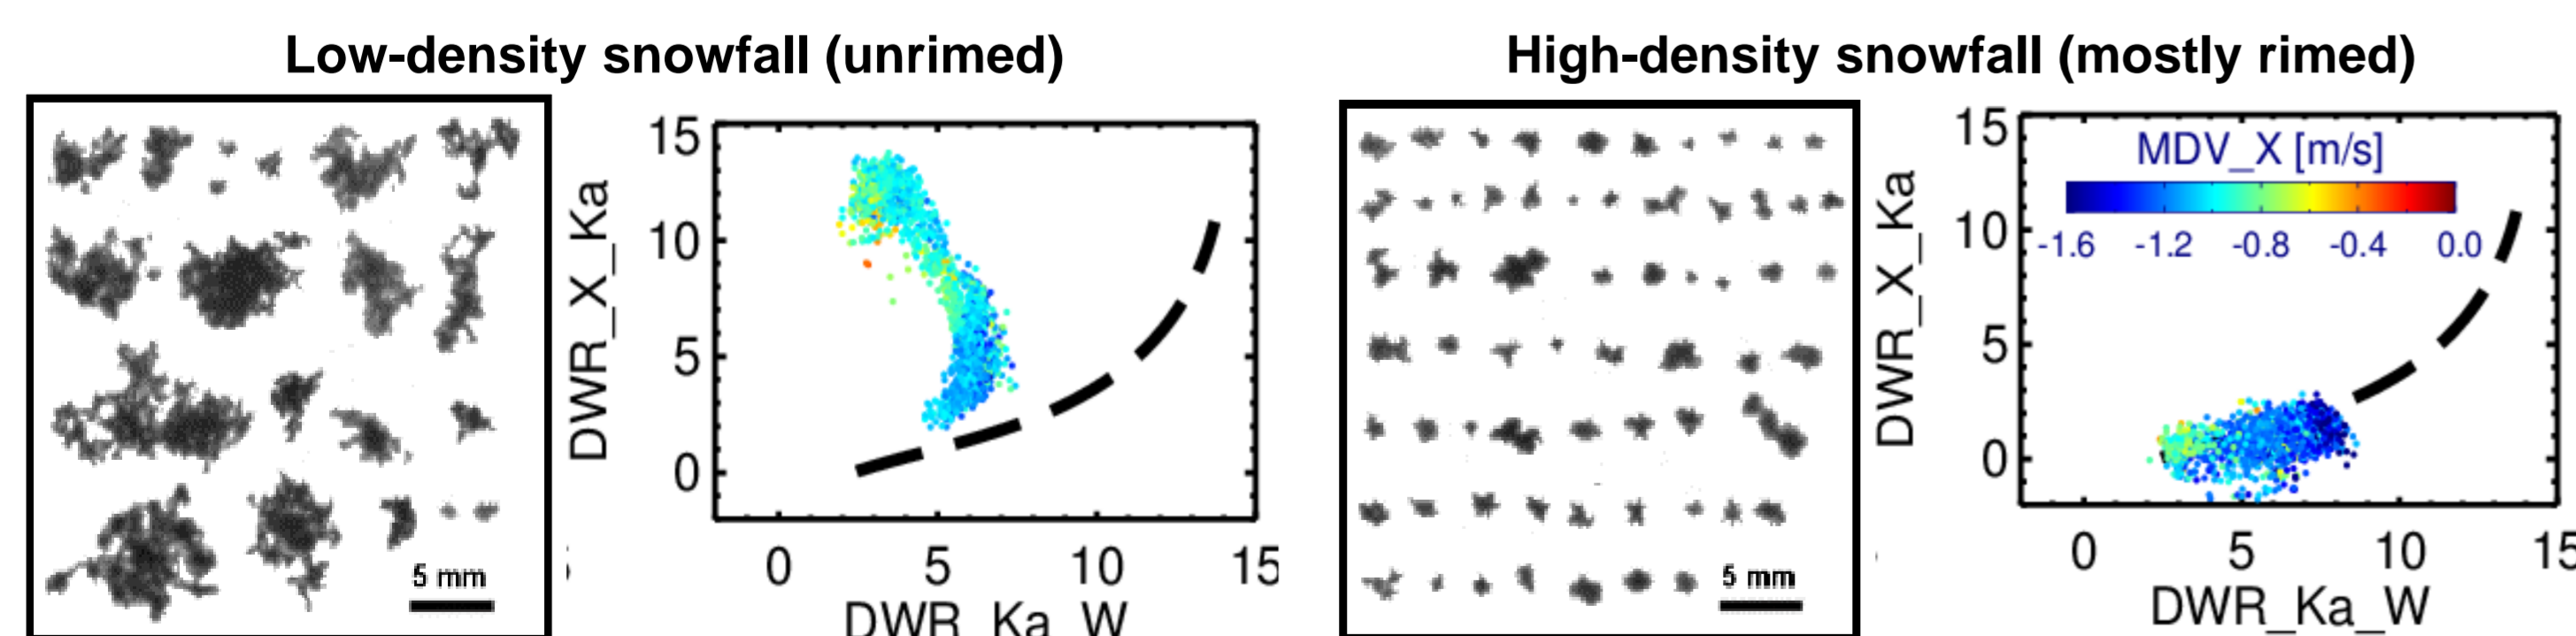 Low-density snowfall (unrimed)
High-density snowfall (mostly rimed)
5 mm
15
10
5
0
DWR_X_Ka
0 5 10 15
DWR_Ka_W
5 mm
15
10
5
0
DWR_X_Ka
MDV_X [m/s]
-1.6 -1.2 -0.8 -0.4 0.0
0 5 10 15
DWR_Ka_W